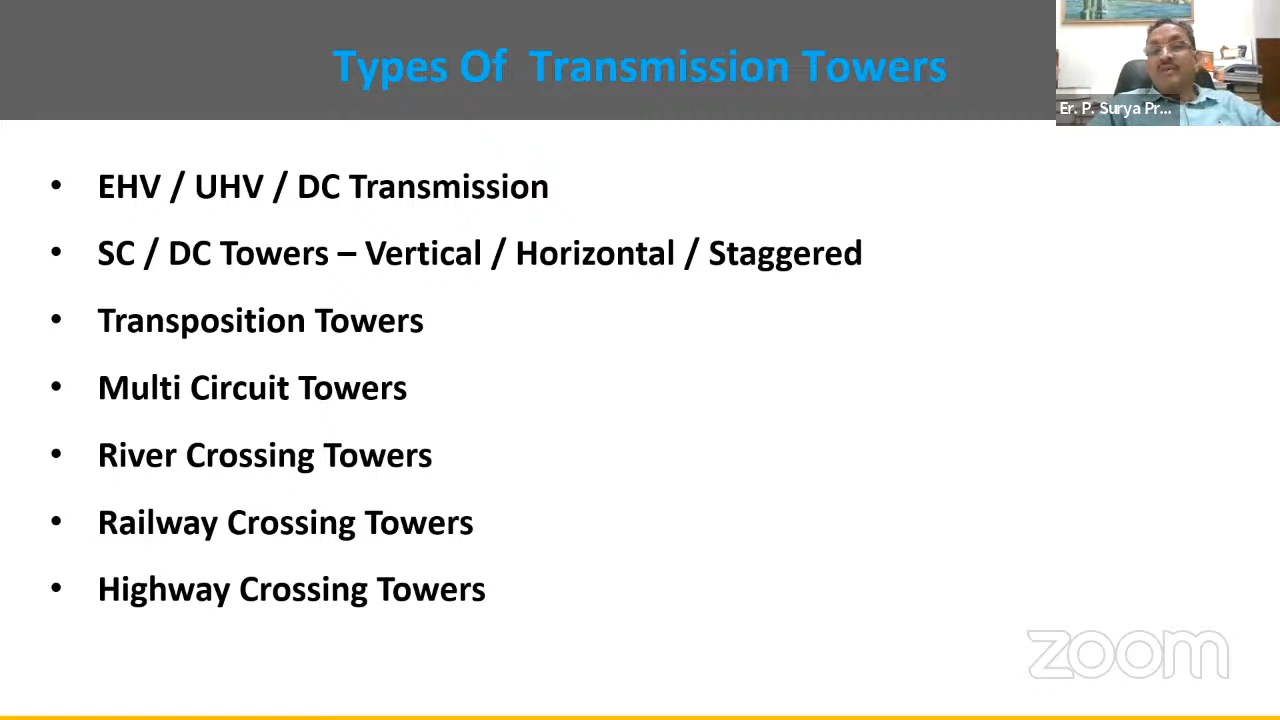 Types Of Transmission Towers
Er. P. Surya Pr...
• EHV / UHV / DC Transmission
• SC / DC Towers – Vertical / Horizontal / Staggered
• Transposition Towers
• Multi Circuit Towers
• River Crossing Towers
• Railway Crossing Towers
• Highway Crossing Towers
zoom